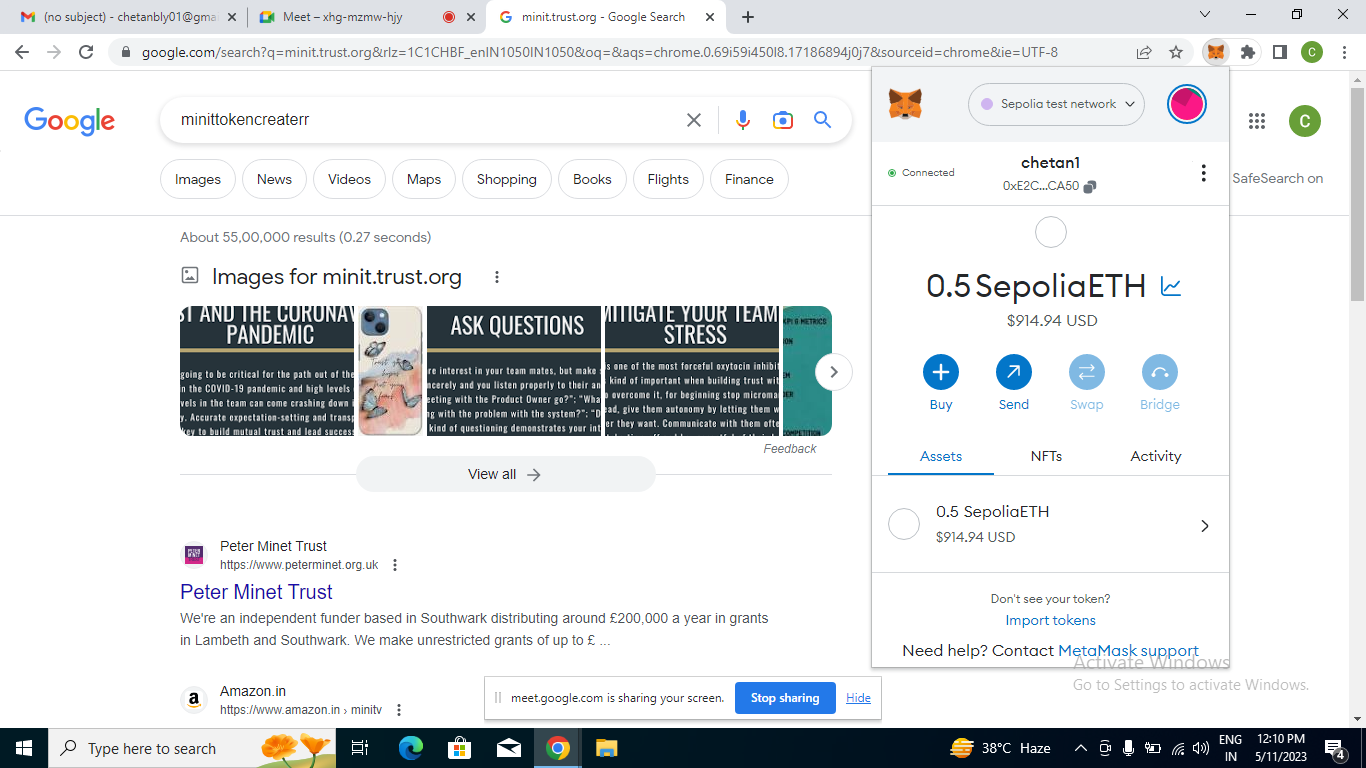 (no subject) - chetanbly01@gma
Meet – xhg-mzmw-hjy
minit.trust.org - Google Search
google.com/search?q=minit.trust.org&rlz=1C1CHBF_enIN1050IN1050&oq=&aqs=chrome.0.69i59i450l8.17186894j0j7&sourceid=chrome&ie=UTF-8
C
Google
minittokencreaterr
C
Images
News
Videos
Maps
Shopping
Books
Flights
Finance
SafeSearch on
About 55,00,000 results (0.27 seconds)
Images for minit.trust.org
PANDEMIC
ASK QUESTIONS
MITIGATE YOUR TEAM
STRESS
Feedback
View all
Peter Minet Trust
https://www.peterminet.org.uk
Peter Minet Trust
We're an independent funder based in Southwark distributing around £200,000 a year in grants
in Lambeth and Southwark. We make unrestricted grants of up to £ ...
Amazon.in
https://www.amazon.in › minitv
Sepolia test network
Connected
chetan1
0xE2C...CA50
0.5 SepoliaETH
$914.94 USD
Buy
Send
Swap
Bridge
Assets
NFTs
Activity
0.5 SepoliaETH
$914.94 USD
Don't see your token?
Import tokens
Need help? Contact MetaMask support
Activate Windows
Go to Settings to activate Windows.
meet.google.com is sharing your screen.
Stop sharing
Hide
Type here to search
38°C Haze
ENG
IN
12:10 PM
5/11/2023
4